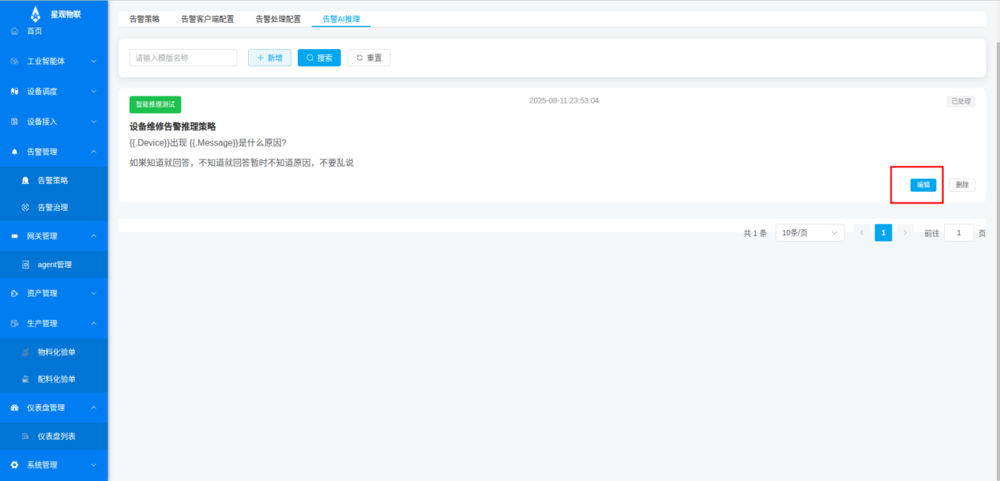 星观物联
首页
工业智能体
设备调度
设备接入
告警管理
告警策略
告警治理
网关管理
agent管理
资产管理
生产管理
物料化验单
配料化验单
仪表盘管理
仪表盘列表
系统管理
告警策略 告警客户端配置 告警处理配置 告警AI推理
请输入模版名称 新增 搜索 重置
智能推理测试 2025-08-11 23:53:04 已处理
设备维修告警推理策略
{{.Device}}出现 {{.Message}}是什么原因?
如果知道就回答，不知道就回答暂时不知道原因，不要乱说
编辑 删除
共 1 条 10条/页 1 前往 1 页